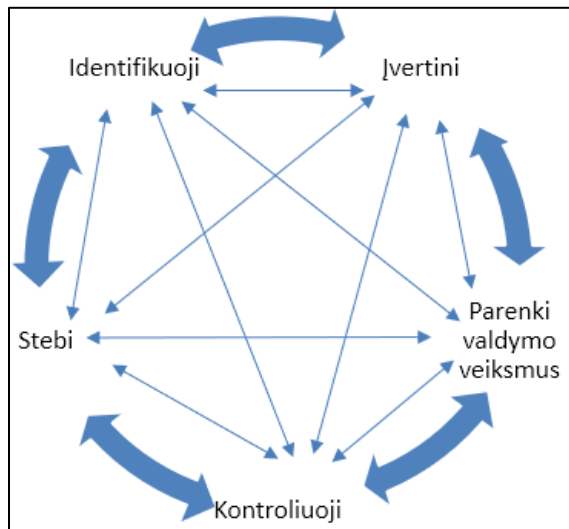 Identifikuoji
Įvertini
Parenki
valdymo
veiksmus
Kontroliuoji
Stebi